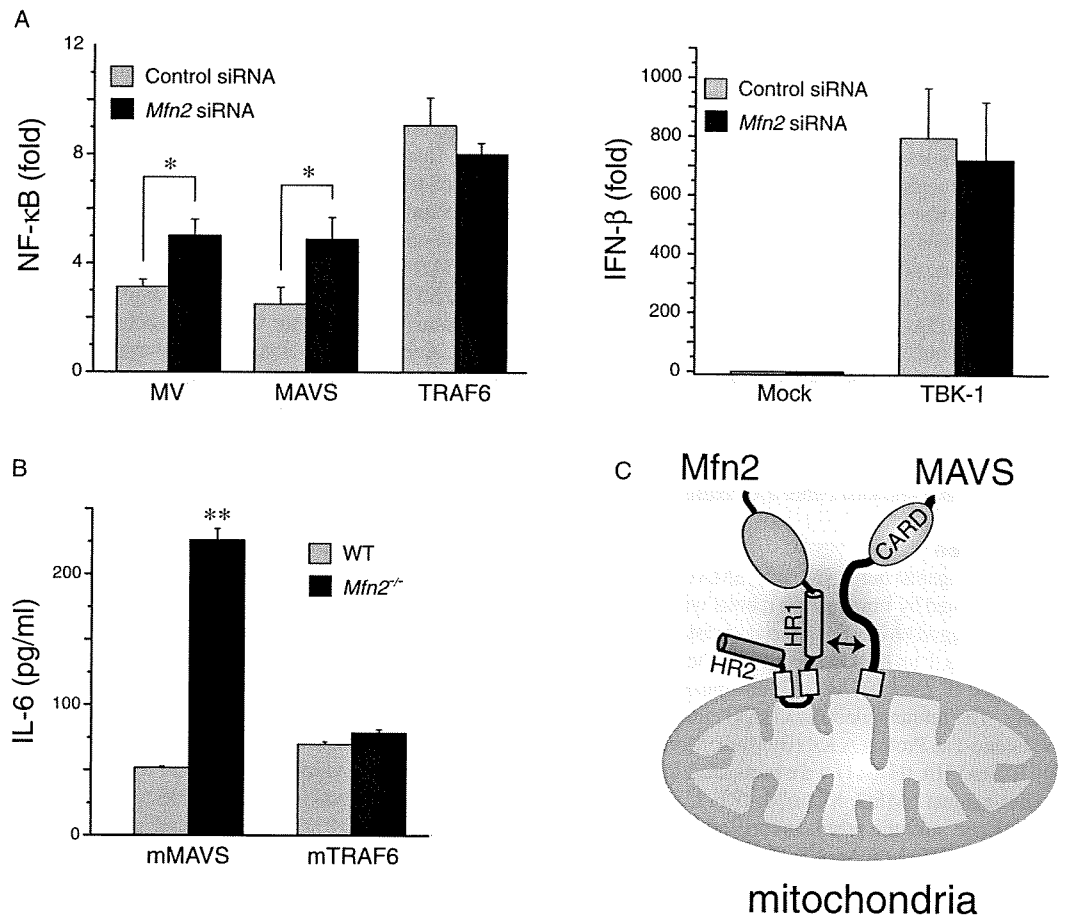 A
NF-κB (fold)
12
8
4
0
Control siRNA
Mfn2 siRNA
*
*
MV
MAVS
TRAF6
IFN-β (fold)
1000
800
600
400
200
0
Control siRNA
Mfn2 siRNA
Mock
TBK-1
B
IL-6 (pg/ml)
200
100
0
**
WT
Mfn2-/-
mMAVS
mTRAF6
C
Mfn2
MAVS
CARD
HR1
HR2
mitochondria